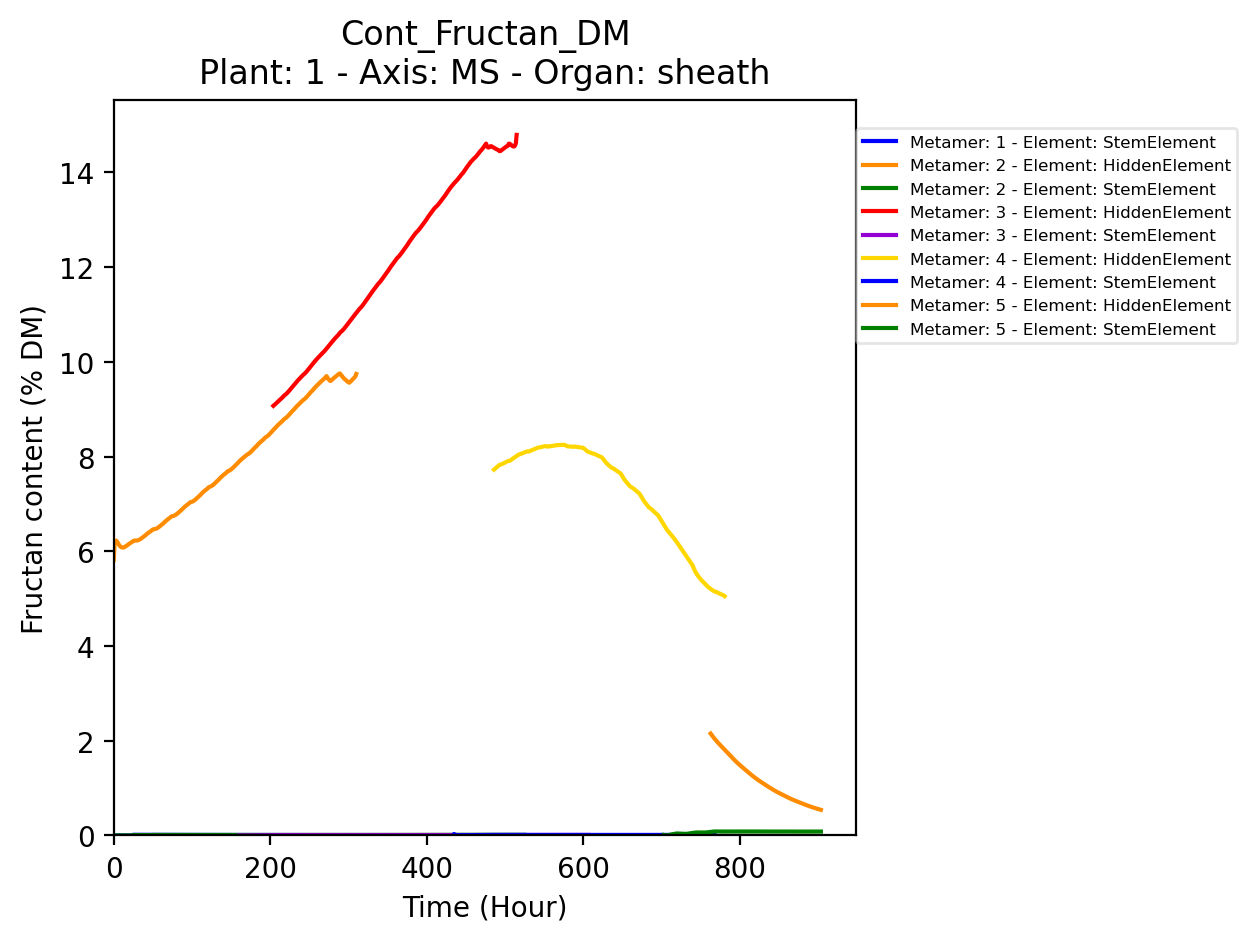 Cont_Fructan_DM
Plant: 1 - Axis: MS - Organ: sheath
Fructan content (% DM)
14
12
10
8
6
4
2
0
0 200 400 600 800
Time (Hour)
Metamer: 1 - Element: StemElement
Metamer: 2 - Element: HiddenElement
Metamer: 2 - Element: StemElement
Metamer: 3 - Element: HiddenElement
Metamer: 3 - Element: StemElement
Metamer: 4 - Element: HiddenElement
Metamer: 4 - Element: StemElement
Metamer: 5 - Element: HiddenElement
Metamer: 5 - Element: StemElement